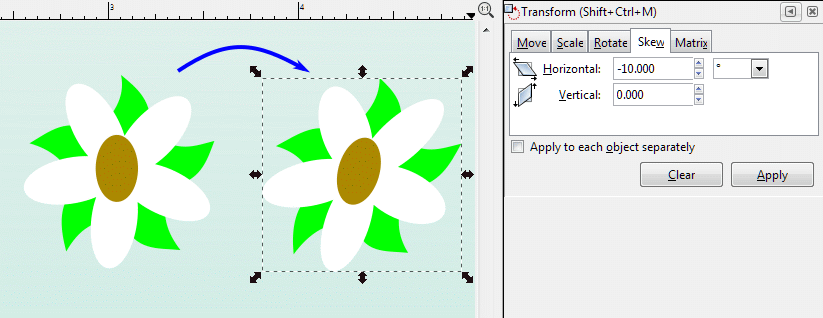 3 4 1:1 Transform (Shift+Ctrl+M)
Move Scale Rotate Skew Matrix
Horizontal: -10.000 °
Vertical: 0.000
Apply to each object separately
Clear Apply